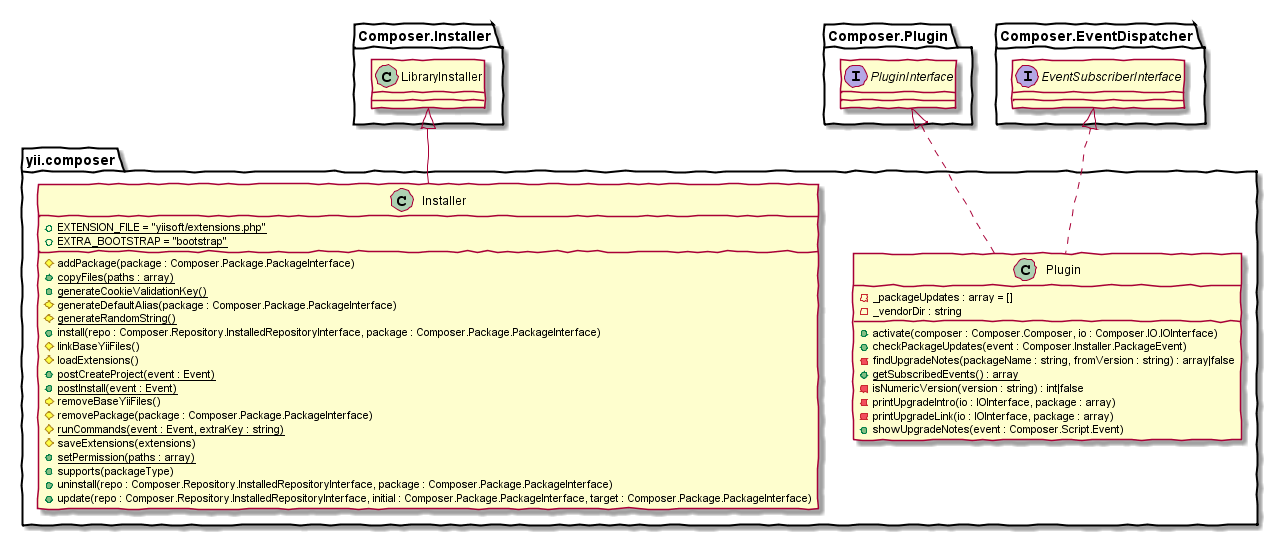 Composer.Installer
C LibraryInstaller
Composer.Plugin
I PluginInterface
Composer.EventDispatcher
I EventSubscriberInterface
yii.composer
C Installer
EXTENSION_FILE = "yiisoft/extensions.php"
EXTRA_BOOTSTRAP = "bootstrap"
addPackage(package : Composer.Package.PackageInterface)
copyFiles(paths : array)
generateCookieValidationKey()
generateDefaultAlias(package : Composer.Package.PackageInterface)
generateRandomString()
install(repo : Composer.Repository.InstalledRepositoryInterface, package : Composer.Package.PackageInterface)
linkBaseYiiFiles()
loadExtensions()
postCreateProject(event : Event)
postInstall(event : Event)
removeBaseYiiFiles()
removePackage(package : Composer.Package.PackageInterface)
runCommands(event : Event, extraKey : string)
saveExtensions(extensions)
setPermission(paths : array)
supports(packageType)
uninstall(repo : Composer.Repository.InstalledRepositoryInterface, package : Composer.Package.PackageInterface)
update(repo : Composer.Repository.InstalledRepositoryInterface, initial : Composer.Package.PackageInterface, target : Composer.Package.PackageInterface)
C Plugin
_packageUpdates : array = []
_vendorDir : string
activate(composer : Composer.Composer, io : Composer.IO.IOInterface)
checkPackageUpdates(event : Composer.Installer.PackageEvent)
findUpgradeNotes(packageName : string, fromVersion : string) : array|false
getSubscribedEvents() : array
isNumericVersion(version : string) : int|false
printUpgradeIntro(io : IOInterface, package : array)
printUpgradeLink(io : IOInterface, package : array)
showUpgradeNotes(event : Composer.Script.Event)